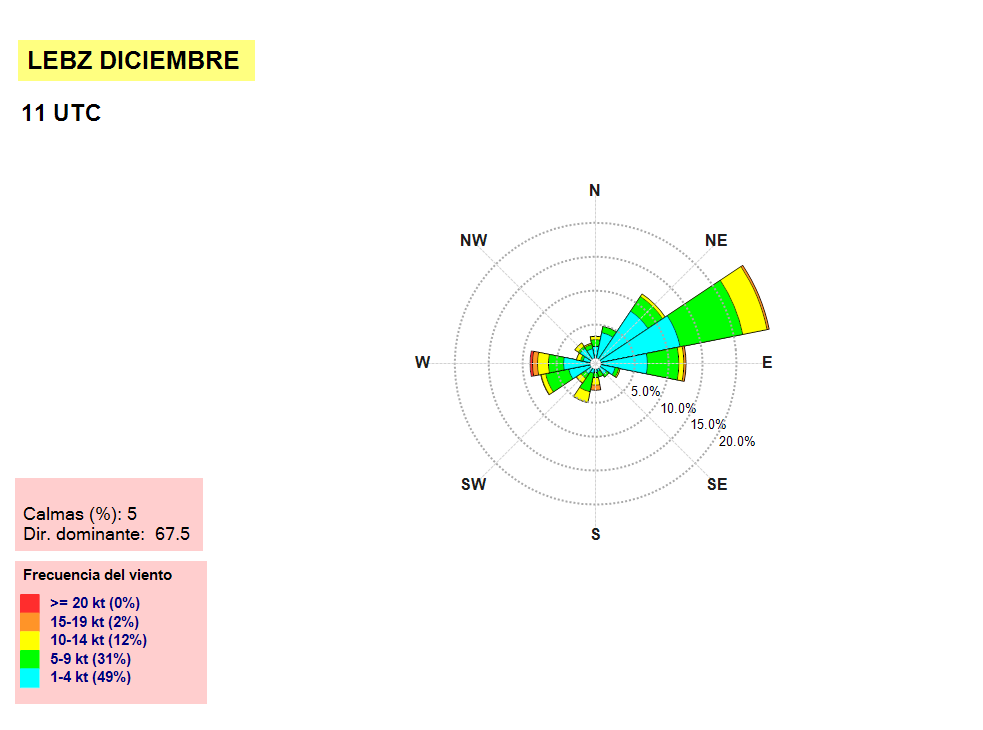 LEBZ DICIEMBRE
11 UTC
N
NW
NE
W
E
5.0%
10.0%
15.0%
20.0%
SW
SE
S
Calmas (%): 5
Dir. dominante:  67.5
Frecuencia del viento
>= 20 kt (0%)
15-19 kt (2%)
10-14 kt (12%)
5-9 kt (31%)
1-4 kt (49%)